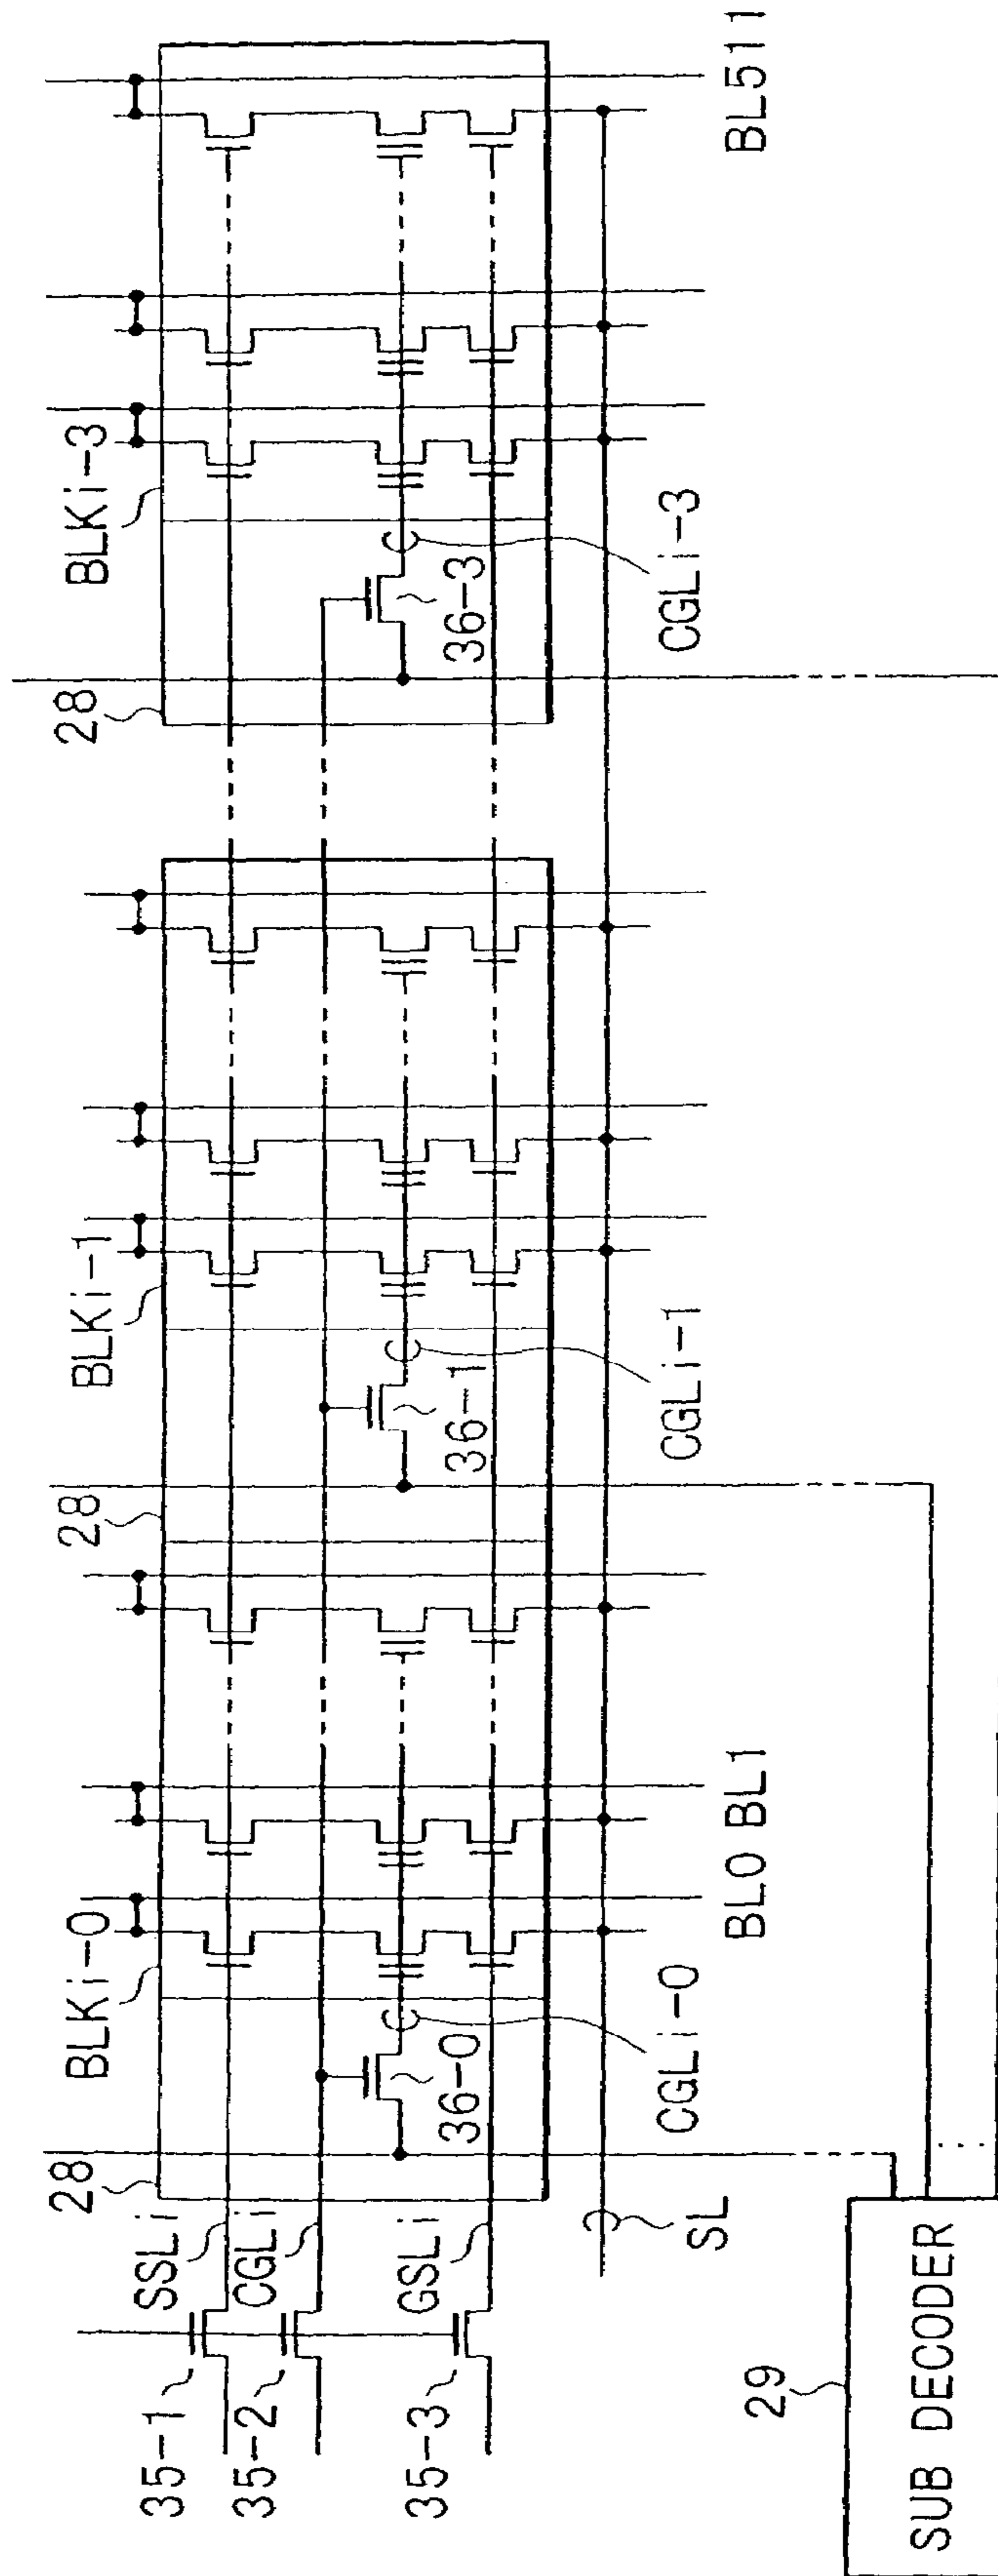 35-1
SSLi
28
BLKi-0
28
BLKi-1
28
BLKi-3
35-2
CGLi
35-3
GSLi
36-0
36-1
36-3
SL
CGLi-0
CGLi-1
CGLi-3
BL0 BL1
BL511
29
SUB DECODER